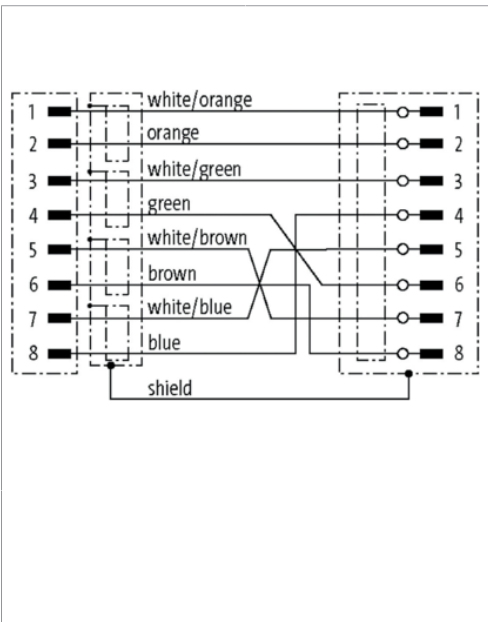 1 white/orange 1
2 orange 2
3 white/green 3
4 green 4
5 white/brown 5
6 brown 6
7 white/blue 7
8 blue 8
shield